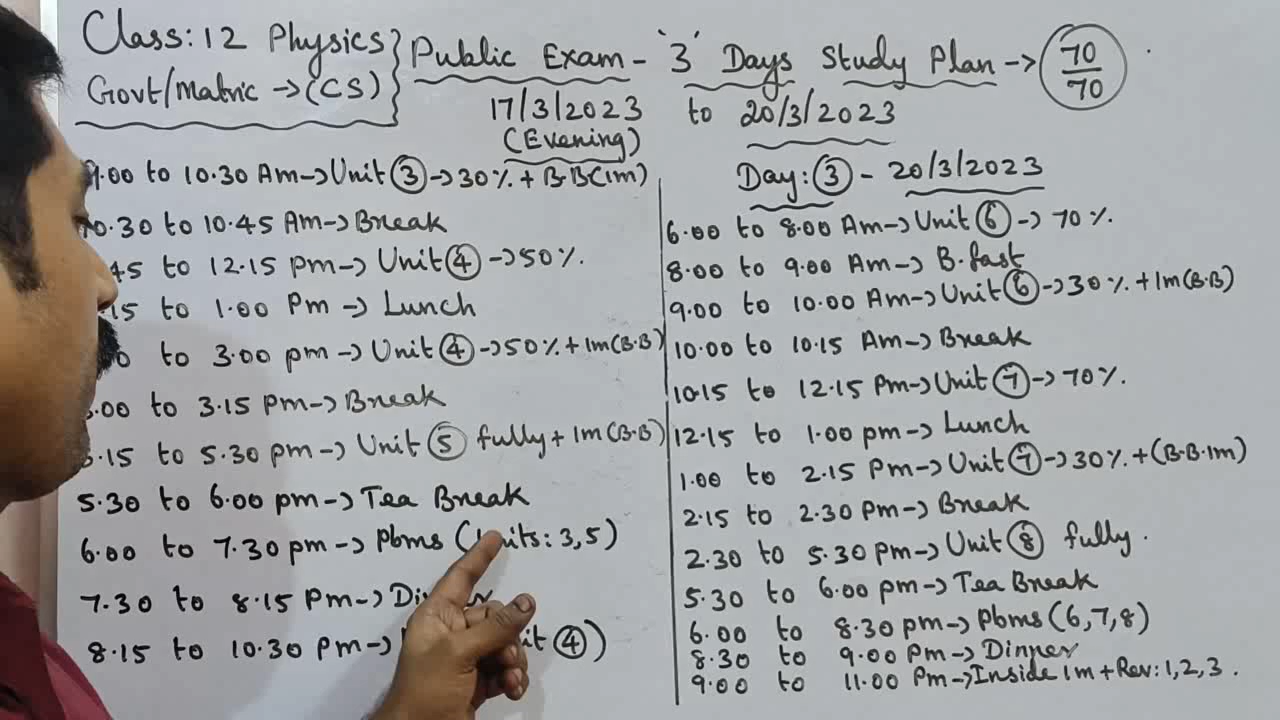 Class: 12 Physics
Govt/Matric → (CS)
Public Exam - '3' Days Study Plan → 70/70
17/3/2023 to 20/3/2023
(Evening)
9.00 to 10.30 Am → Unit ③ → 30% + B.B(1m)
10.30 to 10.45 Am → Break
45 to 12.15 pm → Unit ④ → 50%.
15 to 1.00 Pm → Lunch
to 3.00 pm → Unit ④ → 50% + 1m(B.B)
.00 to 3.15 pm → Break
.15 to 5.30 pm → Unit ⑤ fully + 1m(B.B)
5.30 to 6.00 pm → Tea Break
6.00 to 7.30 pm → Pbms (Units: 3,5)
7.30 to 8.15 Pm → Dinner
8.15 to 10.30 pm → ④)
Day: ③ - 20/3/2023
6.00 to 8.00 Am → Unit ⑥ → 70%.
8.00 to 9.00 Am → B.fast
9.00 to 10.00 Am → Unit ⑥ → 30% + 1m(B.B)
10.00 to 10.15 Am → Break
10.15 to 12.15 Pm → Unit ⑦ → 70%.
12.15 to 1.00 pm → Lunch
1.00 to 2.15 Pm → Unit ⑦ → 30% + (B.B.1m)
2.15 to 2.30 Pm → Break
2.30 to 5.30 pm → Unit ⑧ fully.
5.30 to 6.00 pm → Tea Break
6.00 to 8.30 pm → Pbms (6,7,8)
8.30 to 9.00 Pm → Dinner
9.00 to 11.00 Pm → Inside 1m + Rev: 1,2,3.